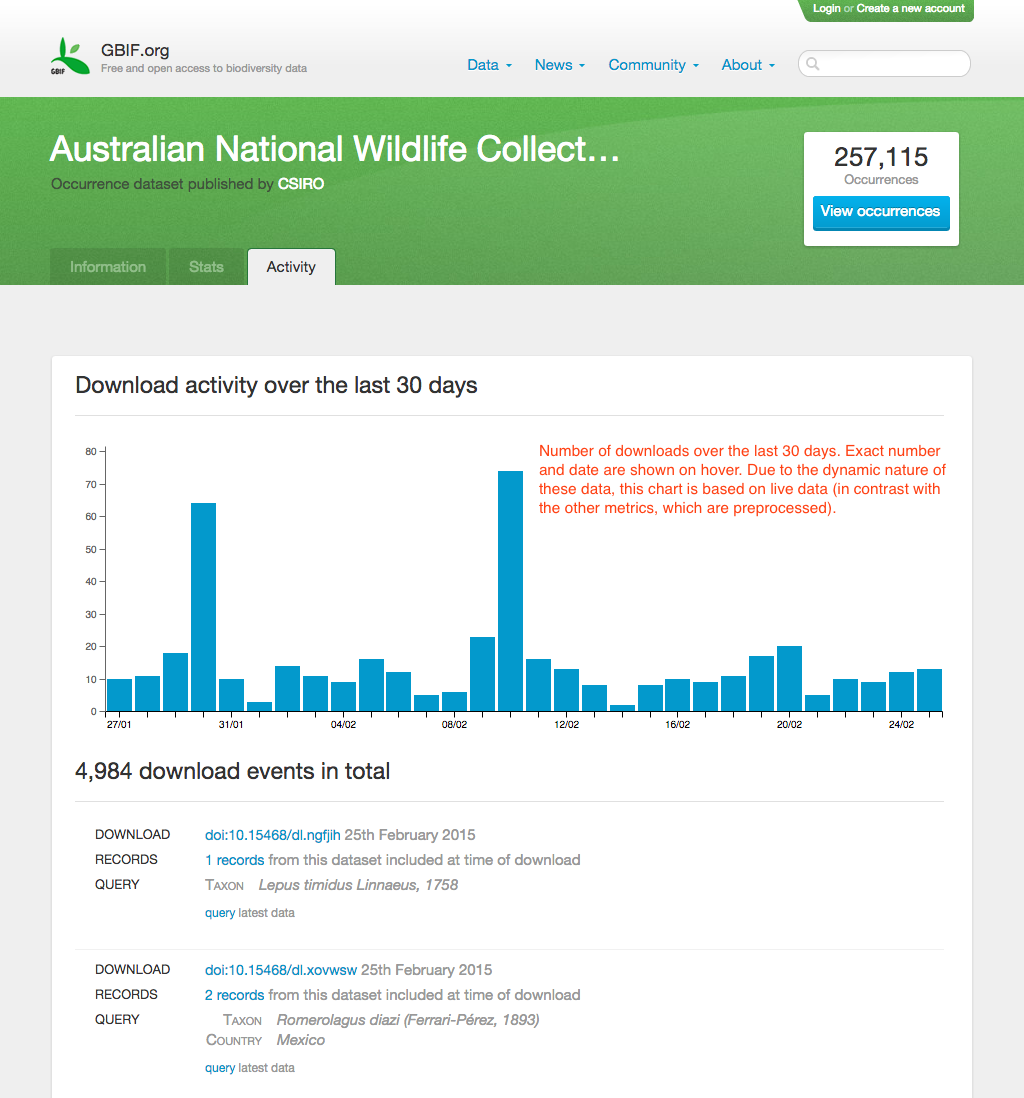 Login or Create a new account
GBIF
GBIF.org
Free and open access to biodiversity data
Data
News
Community
About
Australian National Wildlife Collect...
Occurrence dataset published by CSIRO
257,115
Occurrences
View occurrences
Information
Stats
Activity
Download activity over the last 30 days
Number of downloads over the last 30 days. Exact number
and date are shown on hover. Due to the dynamic nature of
these data, this chart is based on live data (in contrast with
the other metrics, which are preprocessed).
80
70
60
50
40
30
20
10
0
27/01 31/01 04/02 08/02 12/02 16/02 20/02 24/02
4,984 download events in total
DOWNLOAD doi:10.15468/dl.ngfjih 25th February 2015
RECORDS 1 records from this dataset included at time of download
QUERY TAXON Lepus timidus Linnaeus, 1758
query latest data
DOWNLOAD doi:10.15468/dl.xovwsw 25th February 2015
RECORDS 2 records from this dataset included at time of download
QUERY TAXON Romerolagus diazi (Ferrari-Pérez, 1893)
COUNTRY Mexico
query latest data